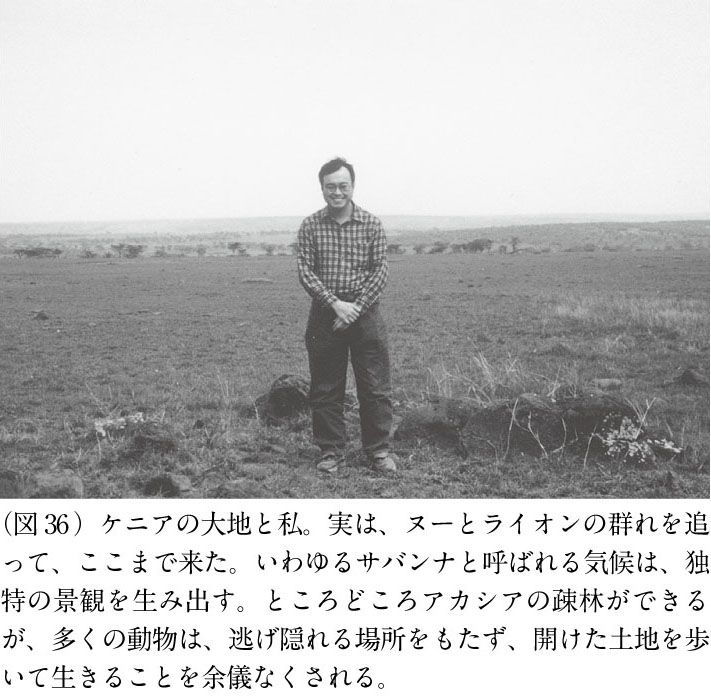 (図36) ケニアの大地と私。実は、ヌーとライオンの群れを追
って、ここまで来た。いわゆるサバンナと呼ばれる気候は、独
特の景観を生み出す。ところどころアカシアの疎林ができる
が、多くの動物は、逃げ隠れる場所をもたず、開けた土地を歩
いて生きることを余儀なくされる。